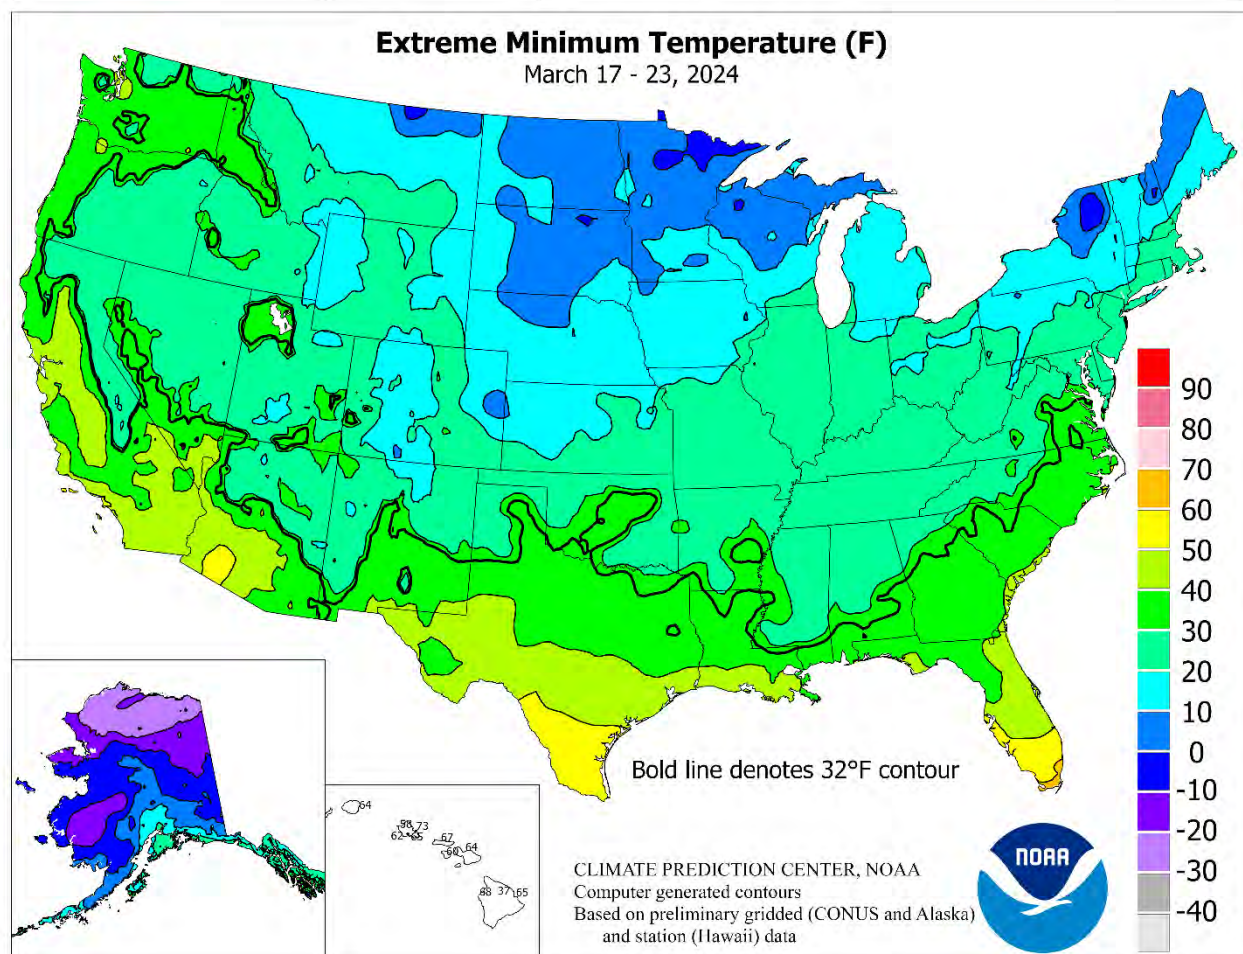 Extreme Minimum Temperature (F)
March 17 - 23, 2024
90
80
70
60
50
40
30
20
10
0
-10
-20
-30
-40
Bold line denotes 32°F contour
64
73
62
65
67
60
64
37
65
CLIMATE PREDICTION CENTER, NOAA
Computer generated contours
Based on preliminary gridded (CONUS and Alaska)
and station (Hawaii) data
NOAA